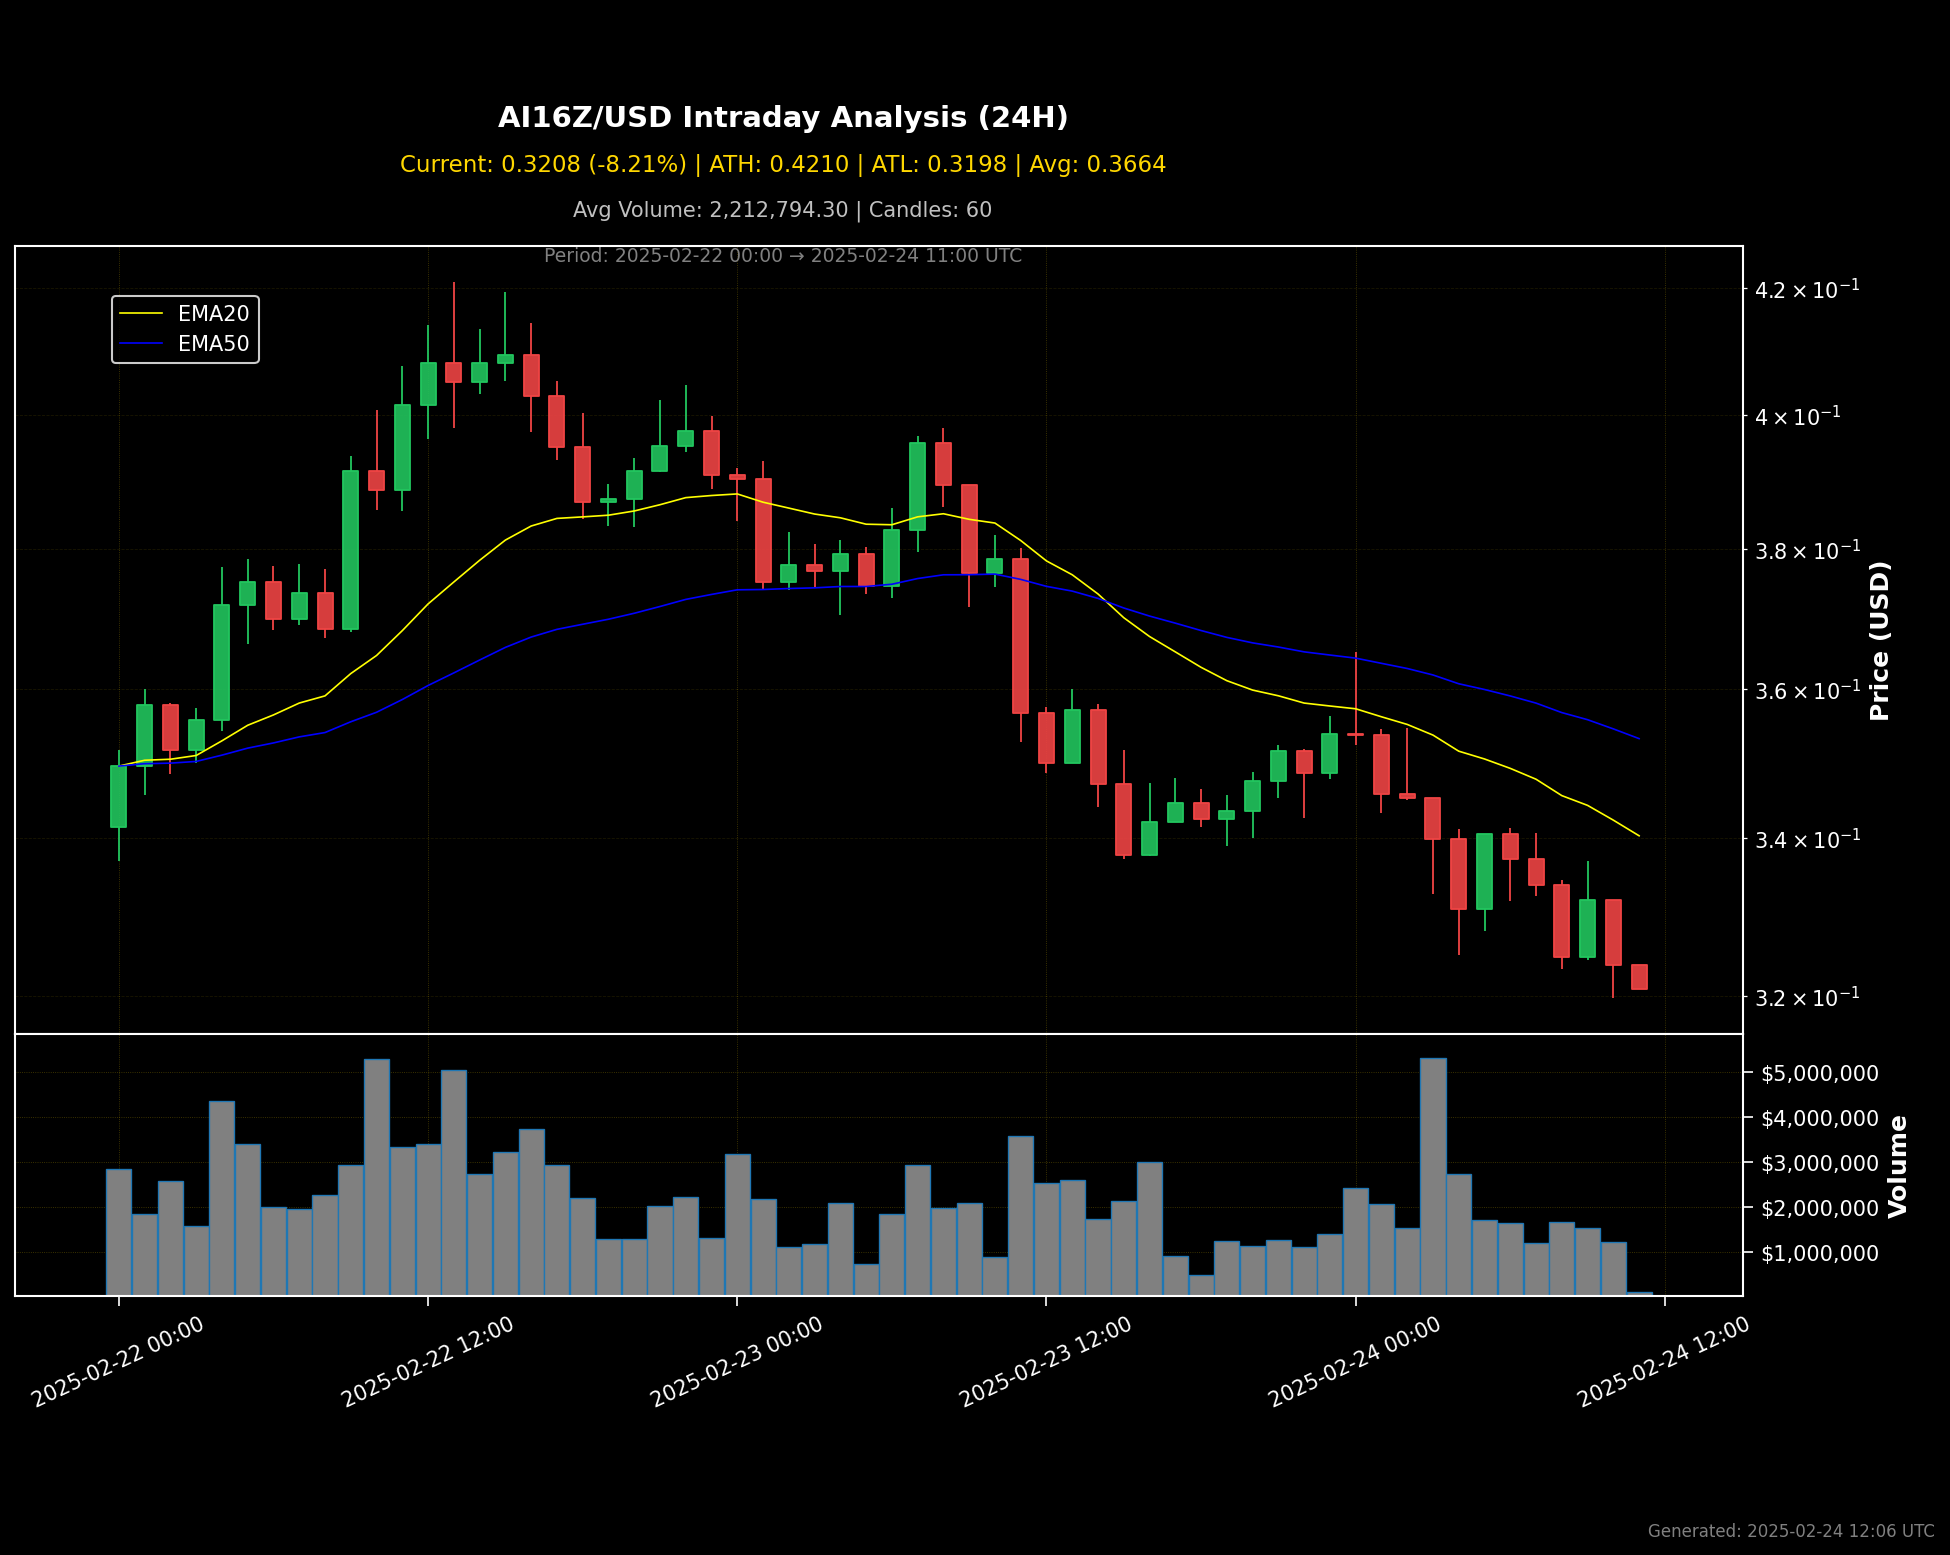 AI16Z/USD Intraday Analysis (24H)
Current: 0.3208 (-8.21%) | ATH: 0.4210 | ATL: 0.3198 | Avg: 0.3664
Avg Volume: 2,212,794.30 | Candles: 60
Period: 2025-02-22 00:00 → 2025-02-24 11:00 UTC
EMA20
EMA50
4.2 × 10⁻¹
4 × 10⁻¹
3.8 × 10⁻¹
3.6 × 10⁻¹
3.4 × 10⁻¹
3.2 × 10⁻¹
Price (USD)
$5,000,000
$4,000,000
$3,000,000
$2,000,000
$1,000,000
Volume
2025-02-22 00:00
2025-02-22 12:00
2025-02-23 00:00
2025-02-23 12:00
2025-02-24 00:00
2025-02-24 12:00
Generated: 2025-02-24 12:06 UTC